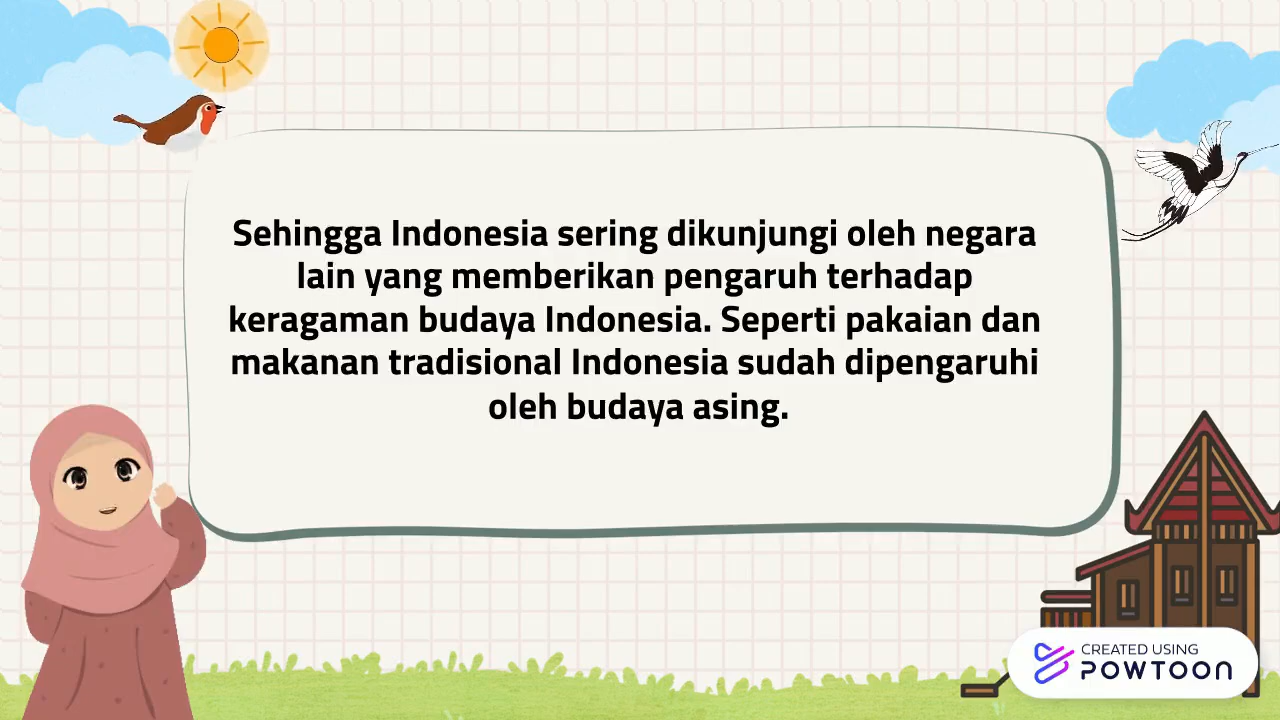 Sehingga Indonesia sering dikunjungi oleh negara
lain yang memberikan pengaruh terhadap
keragaman budaya Indonesia. Seperti pakaian dan
makanan tradisional Indonesia sudah dipengaruhi
oleh budaya asing.
CREATED USING
POWTOON